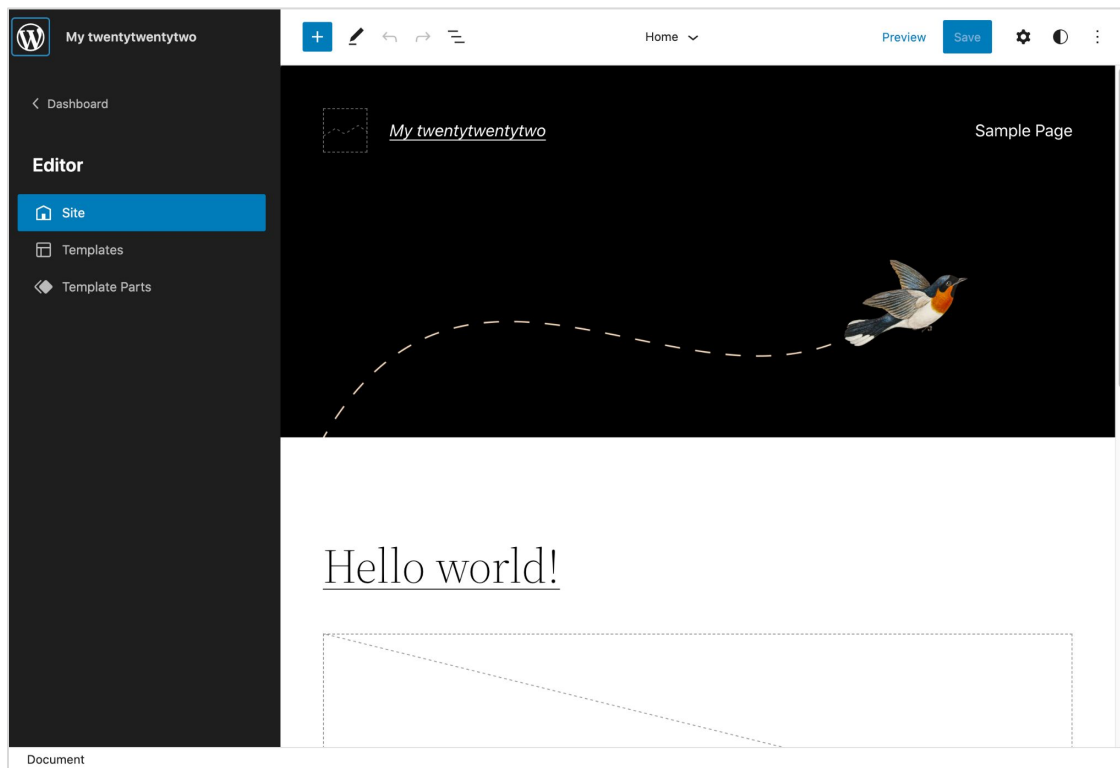 My twentytwentytwo
Home
Preview
Save
Dashboard
Editor
Site
Templates
Template Parts
My twentytwentytwo
Sample Page
Hello world!
Document